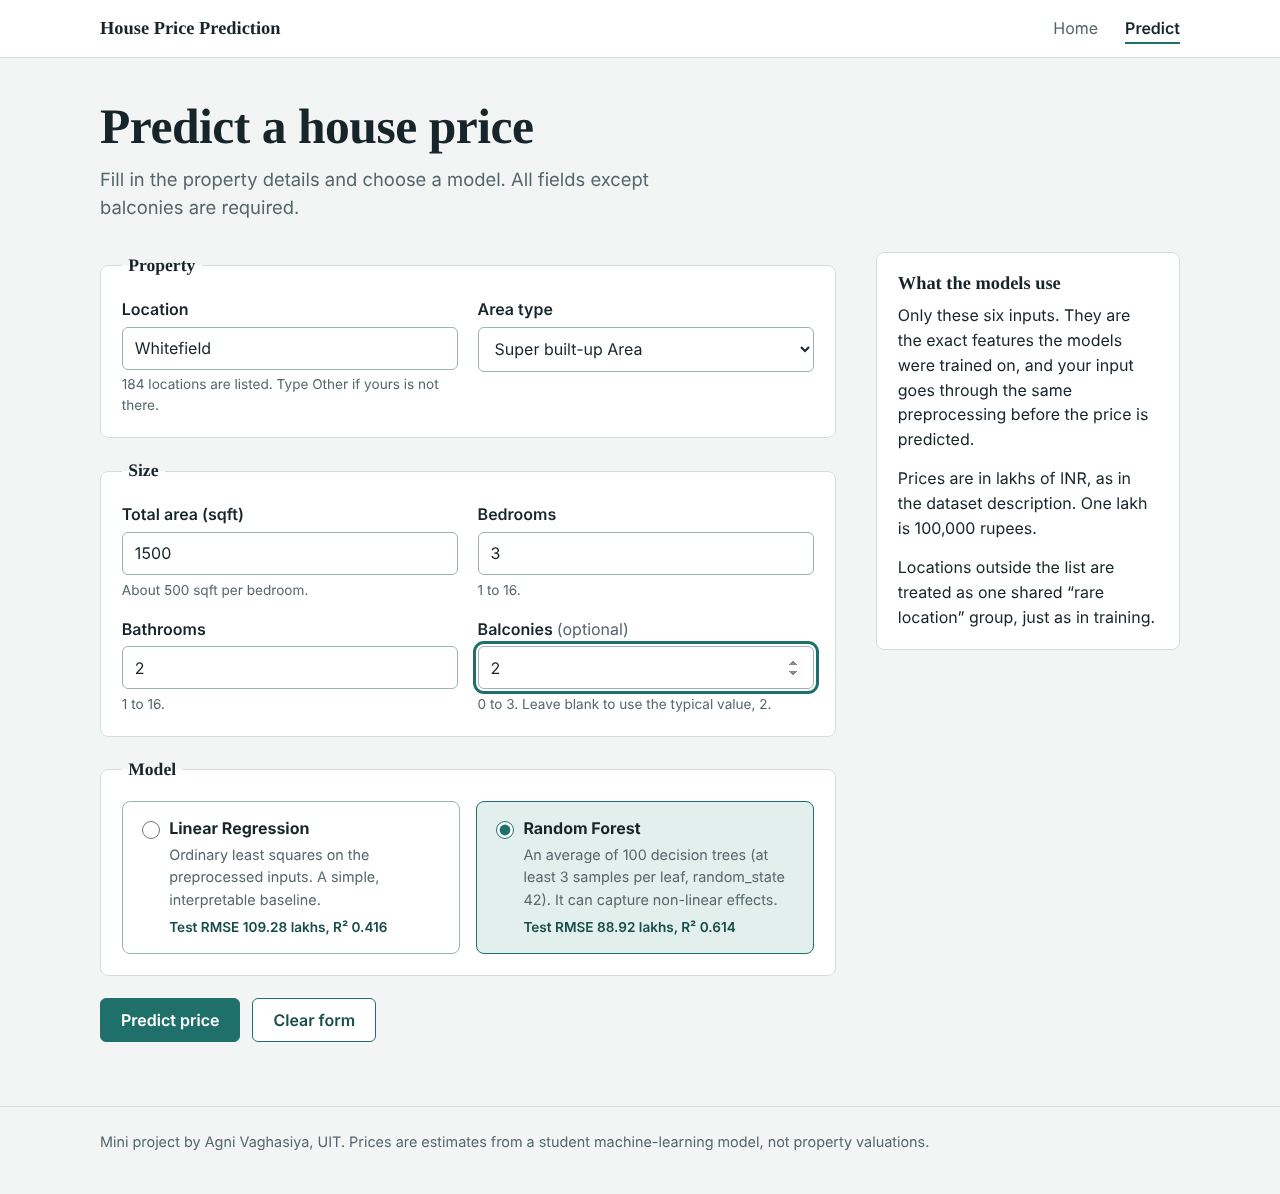 House Price Prediction
Home
Predict
Predict a house price
Fill in the property details and choose a model. All fields except
balconies are required.
Property
Location
Whitefield
184 locations are listed. Type Other if yours is not
there.
Area type
Super built-up Area
Size
Total area (sqft)
1500
About 500 sqft per bedroom.
Bedrooms
3
1 to 16.
Bathrooms
2
1 to 16.
Balconies (optional)
2
0 to 3. Leave blank to use the typical value, 2.
Model
Linear Regression
Ordinary least squares on the
preprocessed inputs. A simple,
interpretable baseline.
Test RMSE 109.28 lakhs, R² 0.416
Random Forest
An average of 100 decision trees (at
least 3 samples per leaf, random_state
42). It can capture non-linear effects.
Test RMSE 88.92 lakhs, R² 0.614
Predict price
Clear form
What the models use
Only these six inputs. They are
the exact features the models
were trained on, and your input
goes through the same
preprocessing before the price is
predicted.
Prices are in lakhs of INR, as in
the dataset description. One lakh
is 100,000 rupees.
Locations outside the list are
treated as one shared “rare
location” group, just as in training.
Mini project by Agni Vaghasiya, UIT. Prices are estimates from a student machine-learning model, not property valuations.